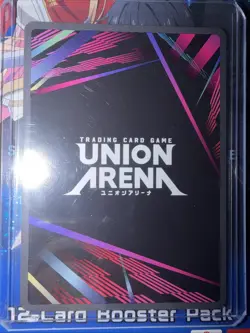 TRADING CARD GAME
UNION
ARENA
ユニオンアリーナ
12-Card Booster Pack